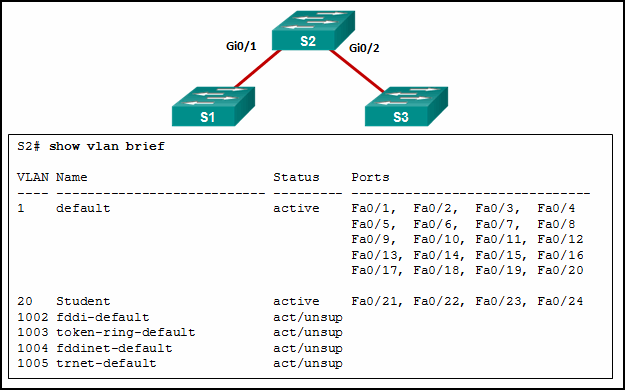 S2
Gi0/1
Gi0/2
S1
S3
S2# show vlan brief
VLAN Name                         Status    Ports
---- ---------------------------- --------- -------------------------------
1    default                      active    Fa0/1,  Fa0/2,  Fa0/3,  Fa0/4
                                            Fa0/5,  Fa0/6,  Fa0/7,  Fa0/8
                                            Fa0/9,  Fa0/10, Fa0/11, Fa0/12
                                            Fa0/13, Fa0/14, Fa0/15, Fa0/16
                                            Fa0/17, Fa0/18, Fa0/19, Fa0/20
20   Student                      active    Fa0/21, Fa0/22, Fa0/23, Fa0/24
1002 fddi-default                 act/unsup
1003 token-ring-default           act/unsup
1004 fddinet-default              act/unsup
1005 trnet-default                act/unsup